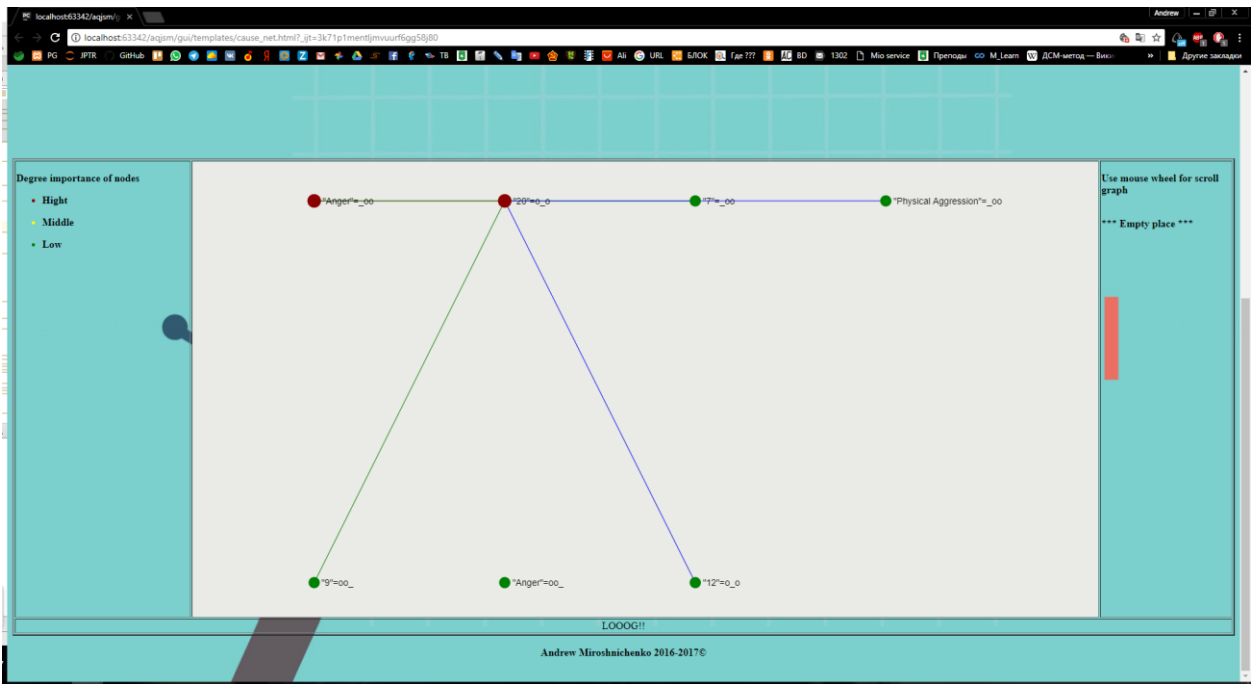 localhost:63342/aqjsm/g
Andrew
localhost:63342/aqjsm/gui/templates/cause_net.html?_ijt=3k71p1mentljmvuurf6gg58j80
PG JPTR GitHub ТВ Ali URL БЛОК Где ??? BD 1302 Mio service Преподы M_Learn ДСМ-метод — Вики » Другие закладки
Degree importance of nodes
Hight
Middle
Low
"Anger"=_oo
"20"=o_o
"7"=_oo
"Physical Aggression"=_oo
"9"=oo_
"Anger"=oo_
"12"=o_o
Use mouse wheel for scroll
graph
*** Empty place ***
LOOOG!!
Andrew Miroshnichenko 2016-2017©